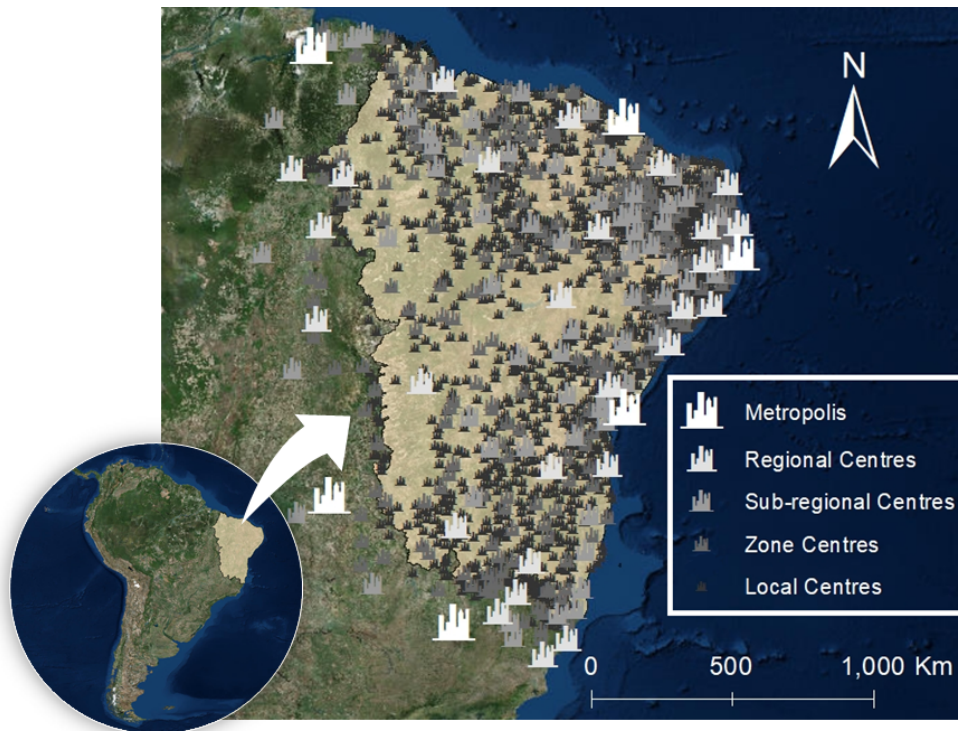 N
Metropolis
Regional Centres
Sub-regional Centres
Zone Centres
Local Centres
0 500 1,000 Km